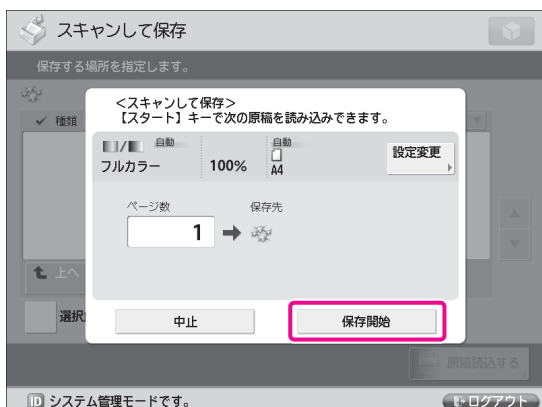 スキャンして保存
保存する場所を指定します。
種類
<スキャンして保存>
【スタート】キーで次の原稿を読み込みできます。
自動
フルカラー
100%
自動
A4
設定変更
ページ数
保存先
1
上へ
選択
中止
保存開始
原稿読込する
ID システム管理モードです。
ログアウト